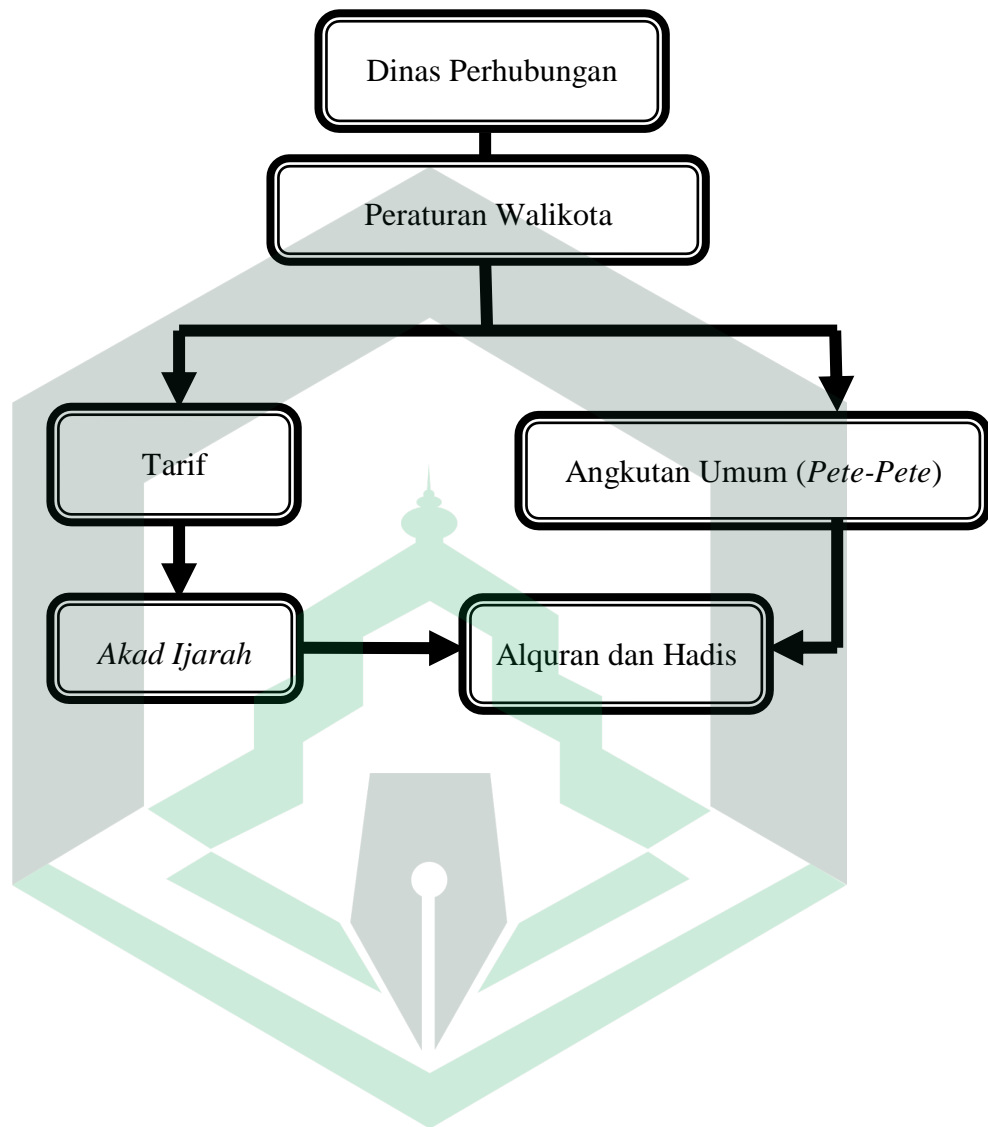 Dinas Perhubungan
Peraturan Walikota
Tarif
Angkutan Umum (Pete-Pete)
Akad Ijarah
Alquran dan Hadis